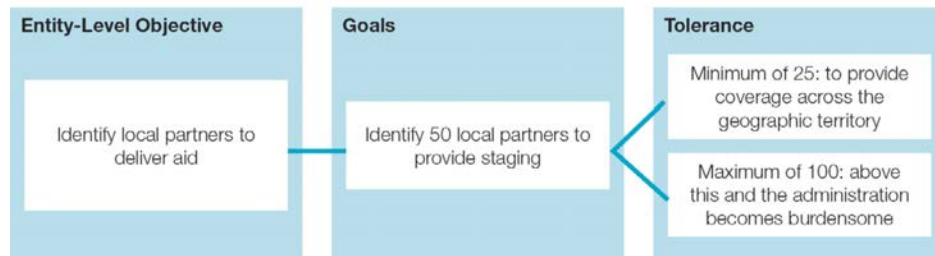 Entity-Level Objective
Identify local partners to
deliver aid
Goals
Identify 50 local partners to
provide staging
Tolerance
Minimum of 25: to provide
coverage across the
geographic territory
Maximum of 100: above
this and the administration
becomes burdensome